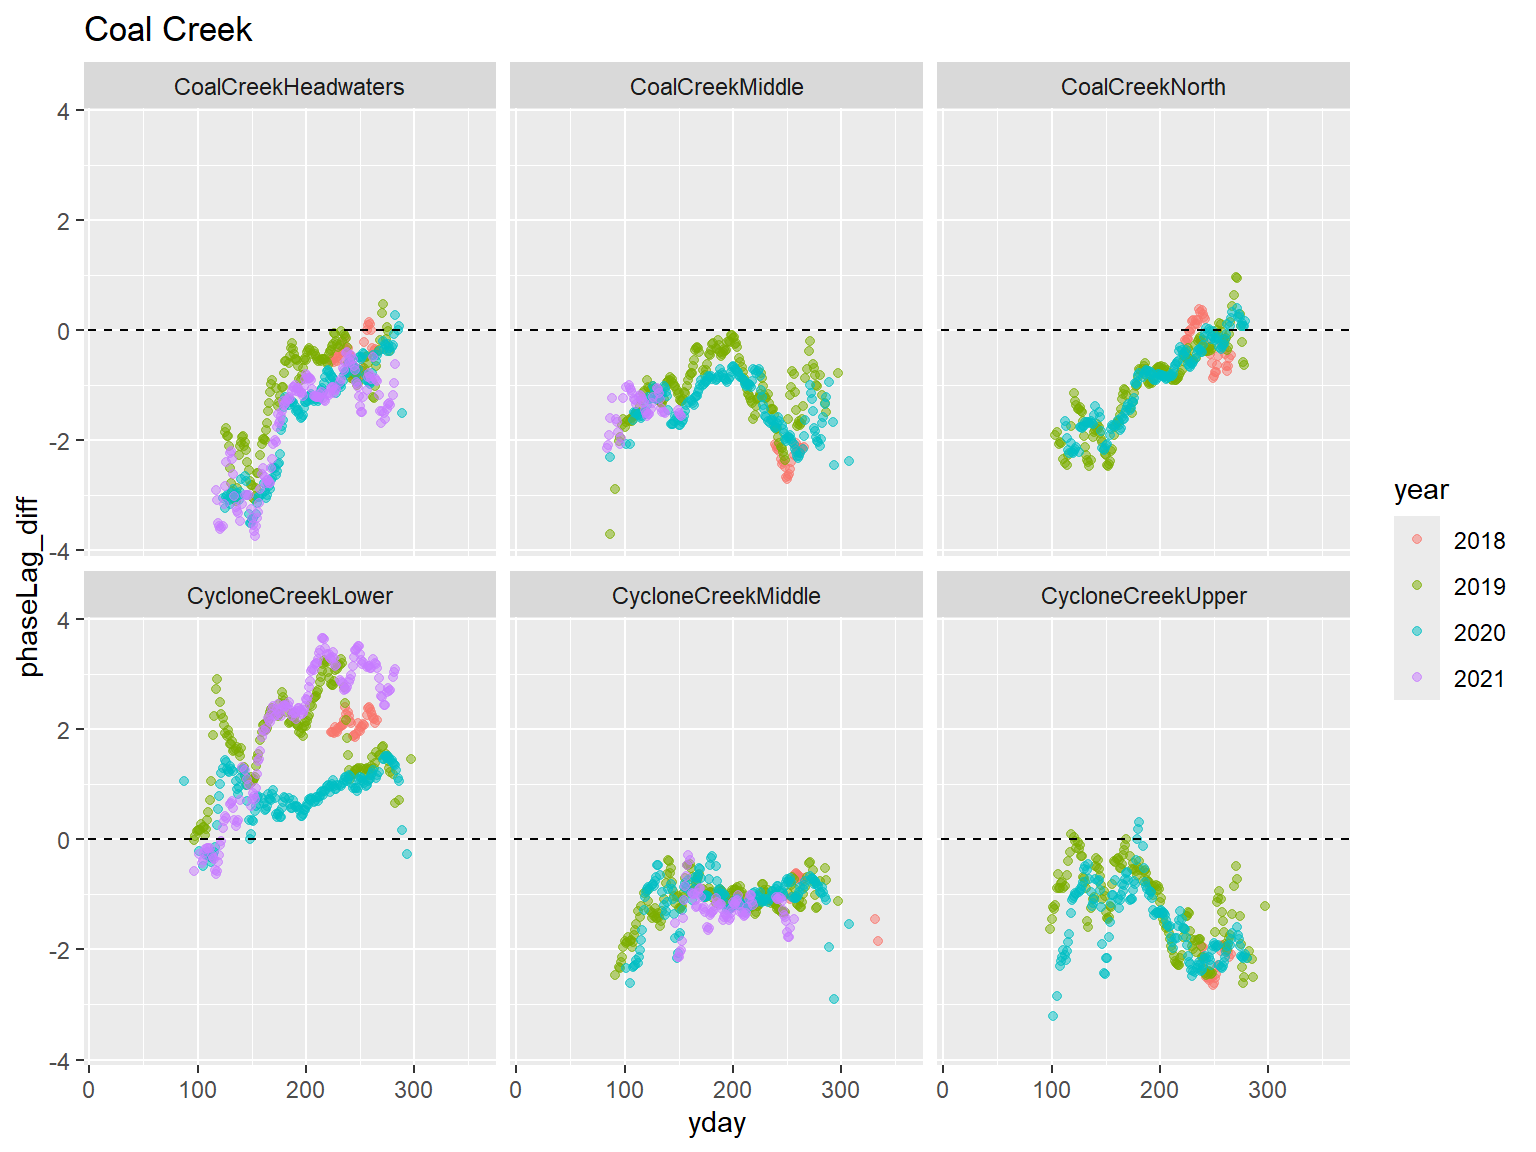 Coal Creek
CoalCreekHeadwaters CoalCreekMiddle CoalCreekNorth
4
2
0
-2
-4
CycloneCreekLower CycloneCreekMiddle CycloneCreekUpper
4
2
0
-2
-4
0 100 200 300 0 100 200 300 0 100 200 300
yday
phaseLag_diff
year
2018
2019
2020
2021